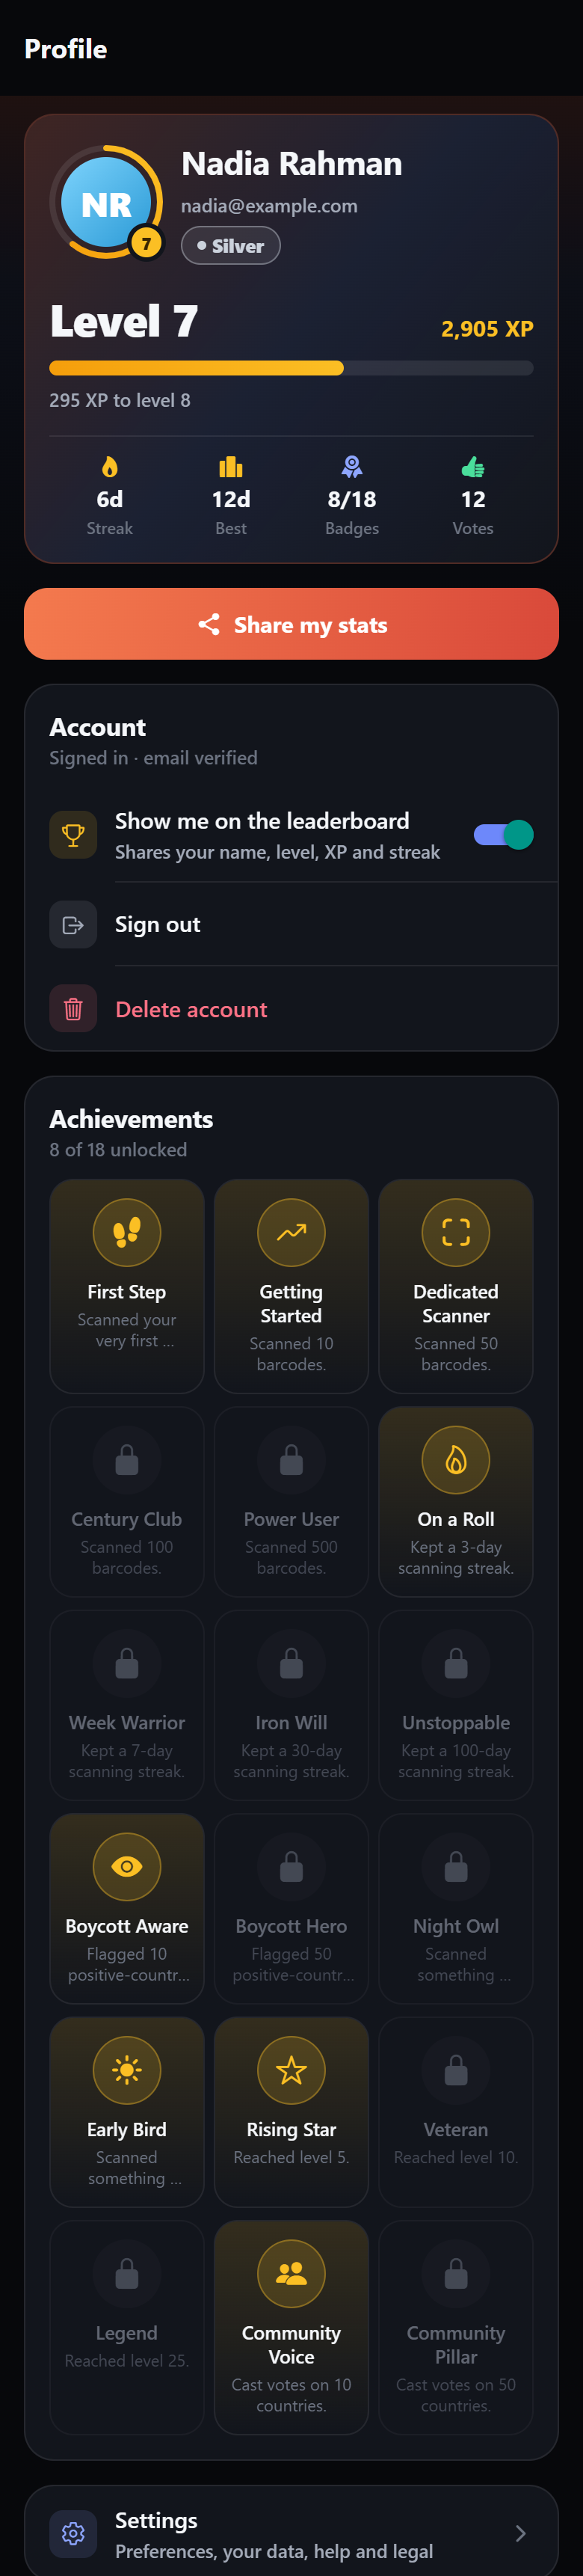 Profile
NR
7
Nadia Rahman
nadia@example.com
Silver
Level 7
2,905 XP
295 XP to level 8
6d
12d
8/18
12
Streak
Best
Badges
Votes
Share my stats
Account
Signed in · email verified
Show me on the leaderboard
Shares your name, level, XP and streak
Sign out
Delete account
Achievements
8 of 18 unlocked
First Step
Scanned your
very first ...
Getting
Started
Scanned 10
barcodes.
Dedicated
Scanner
Scanned 50
barcodes.
Century Club
Scanned 100
barcodes.
Power User
Scanned 500
barcodes.
On a Roll
Kept a 3-day
scanning streak.
Week Warrior
Kept a 7-day
scanning streak.
Iron Will
Kept a 30-day
scanning streak.
Unstoppable
Kept a 100-day
scanning streak.
Boycott Aware
Flagged 10
positive-countr...
Boycott Hero
Flagged 50
positive-countr...
Night Owl
Scanned
something ...
Early Bird
Scanned
something ...
Rising Star
Reached level 5.
Veteran
Reached level 10.
Legend
Reached level 25.
Community
Voice
Cast votes on 10
countries.
Community
Pillar
Cast votes on 50
countries.
Settings
Preferences, your data, help and legal